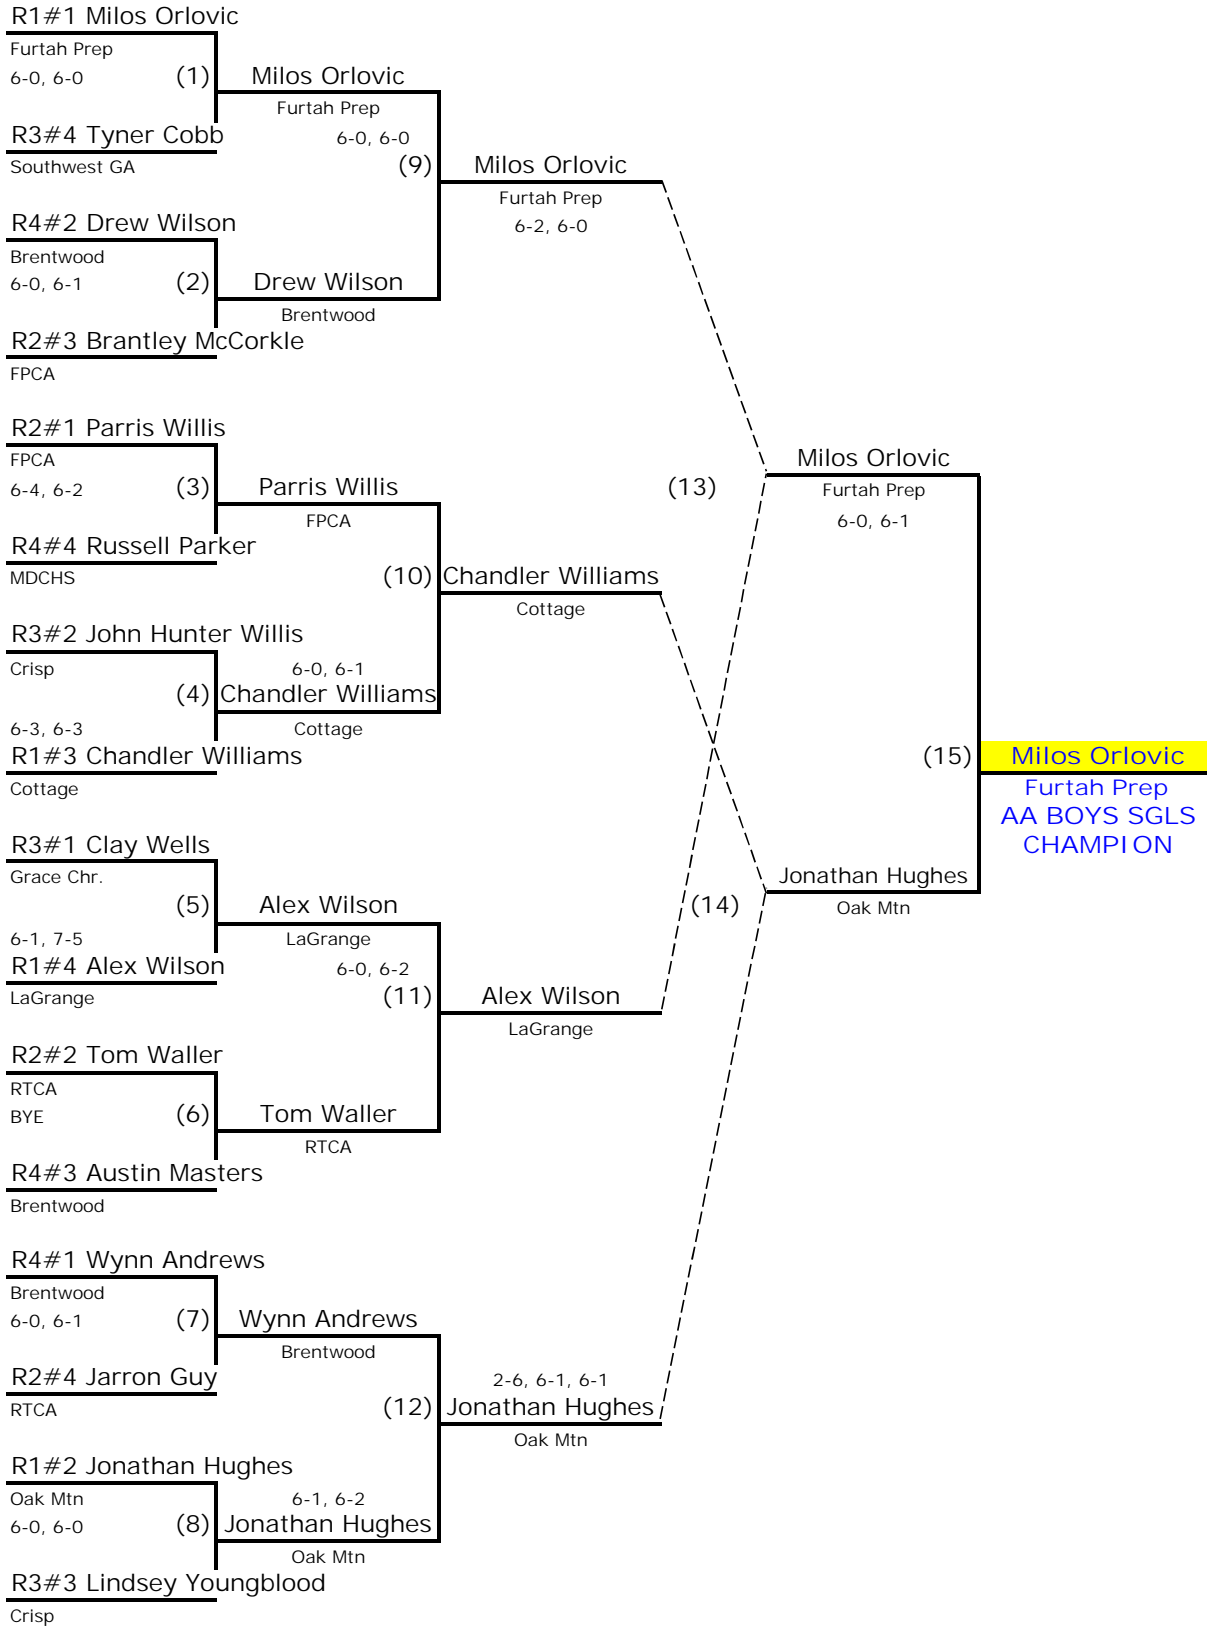 R1#1 Milos Orlovic
Furtah Prep
6-0, 6-0
(1)
Milos Orlovic
Furtah Prep
R3#4 Tyner Cobb
6-0, 6-0
Southwest GA
(9)
Milos Orlovic
Furtah Prep
6-2, 6-0
R4#2 Drew Wilson
Brentwood
6-0, 6-1
(2)
Drew Wilson
Brentwood
R2#3 Brantley McCorkle
FPCA
R2#1 Parris Willis
FPCA
6-4, 6-2
(3)
Parris Willis
FPCA
(13)
Milos Orlovic
Furtah Prep
6-0, 6-1
R4#4 Russell Parker
MDCHS
(10)
Chandler Williams
Cottage
R3#2 John Hunter Willis
Crisp
6-0, 6-1
(4)
Chandler Williams
Cottage
6-3, 6-3
R1#3 Chandler Williams
Cottage
(15)
Milos Orlovic
Furtah Prep
AA BOYS SGLS
CHAMPION
R3#1 Clay Wells
Grace Chr.
(5)
Alex Wilson
LaGrange
(14)
Jonathan Hughes
Oak Mtn
6-1, 7-5
R1#4 Alex Wilson
LaGrange
6-0, 6-2
(11)
Alex Wilson
LaGrange
R2#2 Tom Waller
RTCA
BYE
(6)
Tom Waller
RTCA
R4#3 Austin Masters
Brentwood
R4#1 Wynn Andrews
Brentwood
6-0, 6-1
(7)
Wynn Andrews
Brentwood
R2#4 Jarron Guy
RTCA
2-6, 6-1, 6-1
(12)
Jonathan Hughes
Oak Mtn
R1#2 Jonathan Hughes
Oak Mtn
6-0, 6-0
6-1, 6-2
(8)
Jonathan Hughes
Oak Mtn
R3#3 Lindsey Youngblood
Crisp